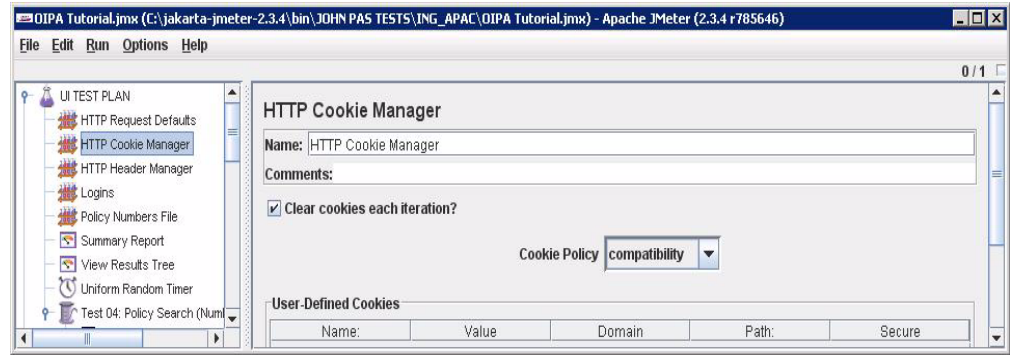 OIPA Tutorial.jmx (C:\jakarta-jmeter-2.3.4\bin\JOHN PAS TESTS\ING_APAC\OIPA Tutorial.jmx) - Apache JMeter (2.3.4 r785646)
File Edit Run Options Help
0 / 1
UI TEST PLAN
HTTP Request Defaults
HTTP Cookie Manager
HTTP Header Manager
Logins
Policy Numbers File
Summary Report
View Results Tree
Uniform Random Timer
Test 04: Policy Search (Num
HTTP Cookie Manager
Name: HTTP Cookie Manager
Comments:
Clear cookies each iteration?
Cookie Policy compatibility
User-Defined Cookies
Name: Value Domain Path: Secure